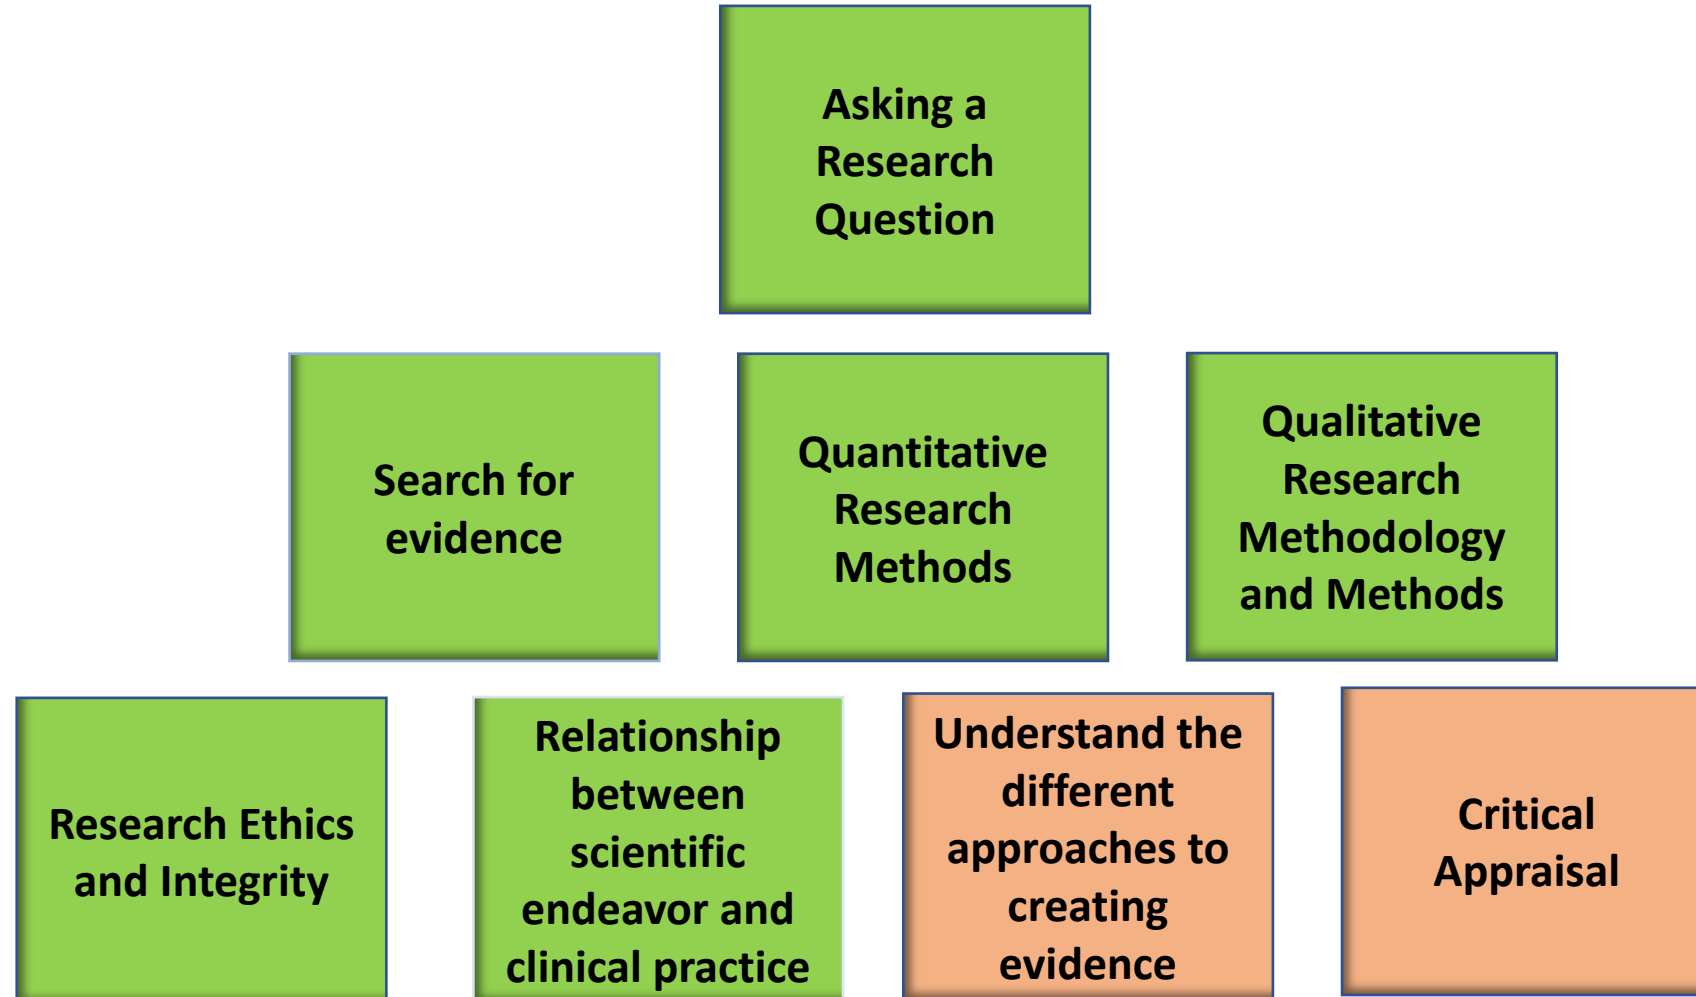 Asking a
Research
Question
Search for
evidence
Quantitative
Research
Methods
Qualitative
Research
Methodology
and Methods
Research Ethics
and Integrity
Relationship
between
scientific
endeavor and
clinical practice
Understand the
different
approaches to
creating
evidence
Critical
Appraisal